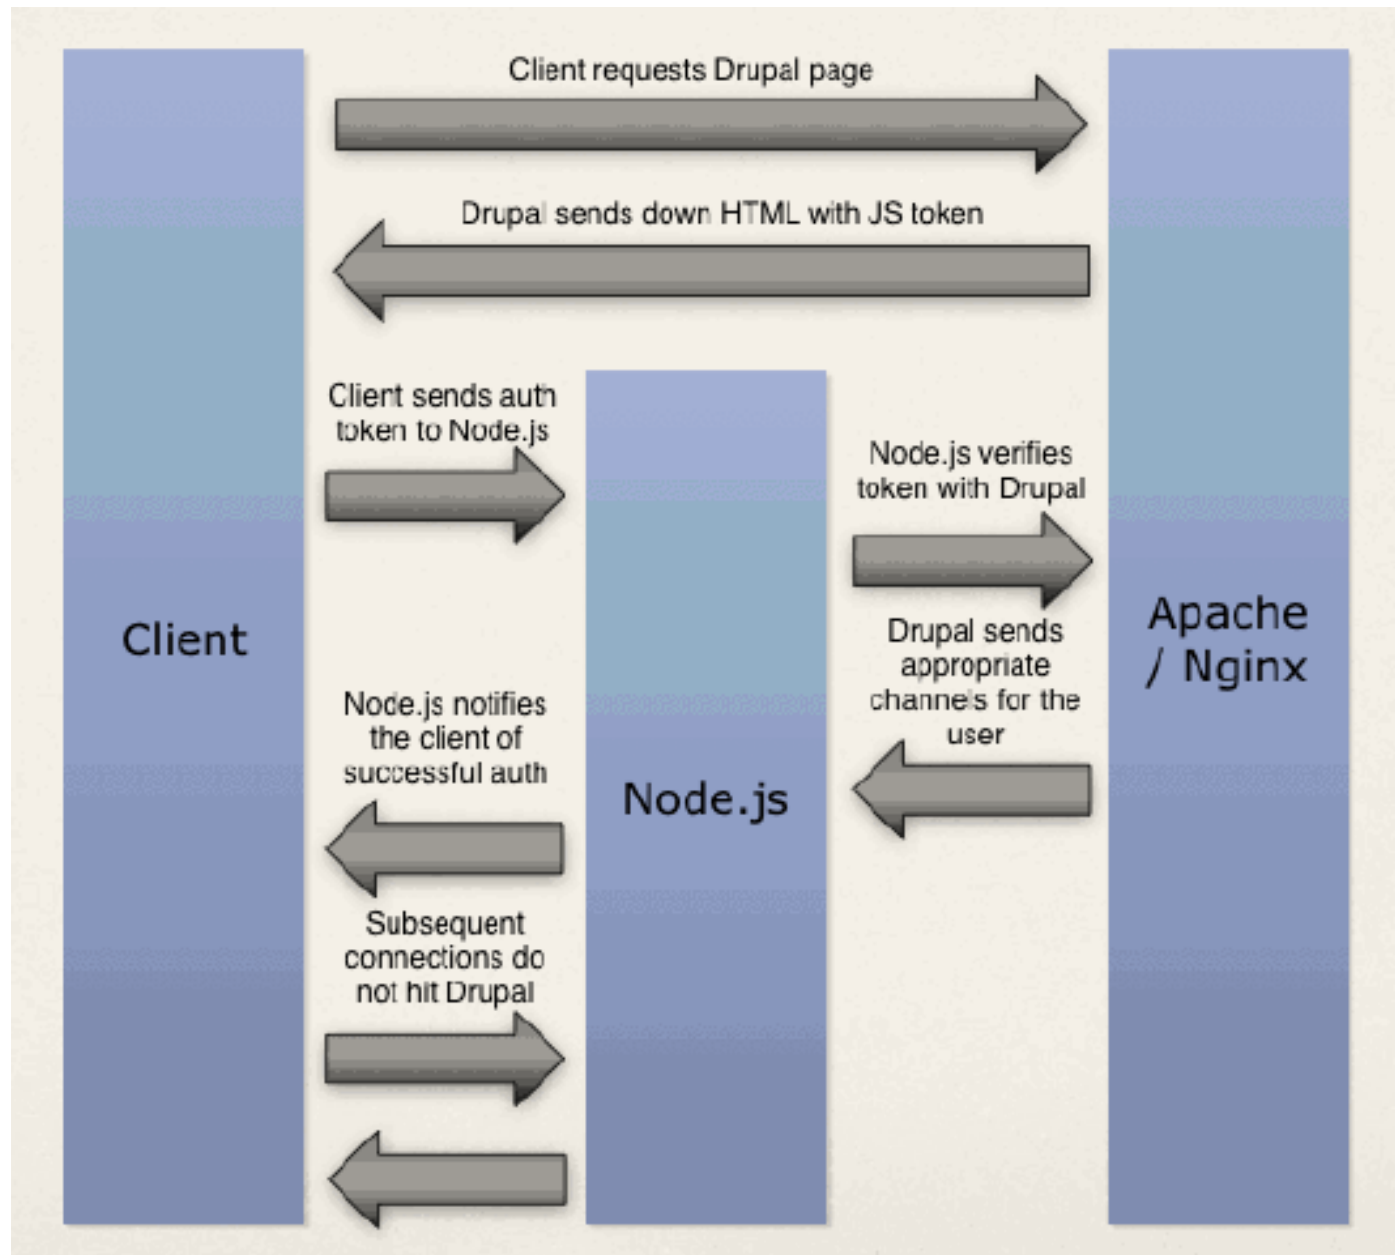 Client requests Drupal page
Drupal sends down HTML with JS token
Client sends auth
token to Node.js
Node.js verifies
token with Drupal
Client
Apache
/ Nginx
Drupal sends
appropriate
channels for the
user
Node.js notifies
the client of
successful auth
Node.js
Subsequent
connections do
not hit Drupal